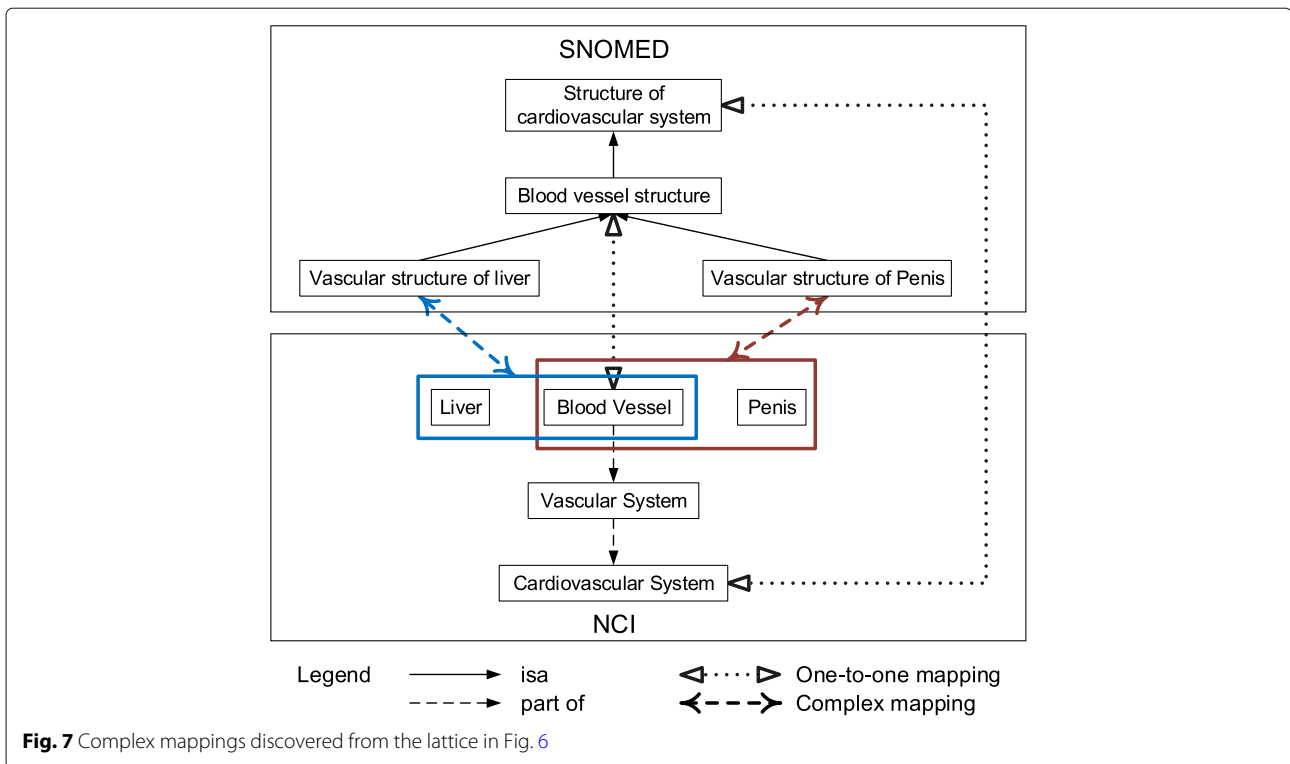 SNOMED
Structure of
cardiovascular system
Blood vessel structure
Vascular structure of liver
Vascular structure of Penis
Liver
Blood Vessel
Penis
Vascular System
Cardiovascular System
NCI
Legend
isa
One-to-one mapping
part of
Complex mapping
Fig. 7 Complex mappings discovered from the lattice in Fig. 6